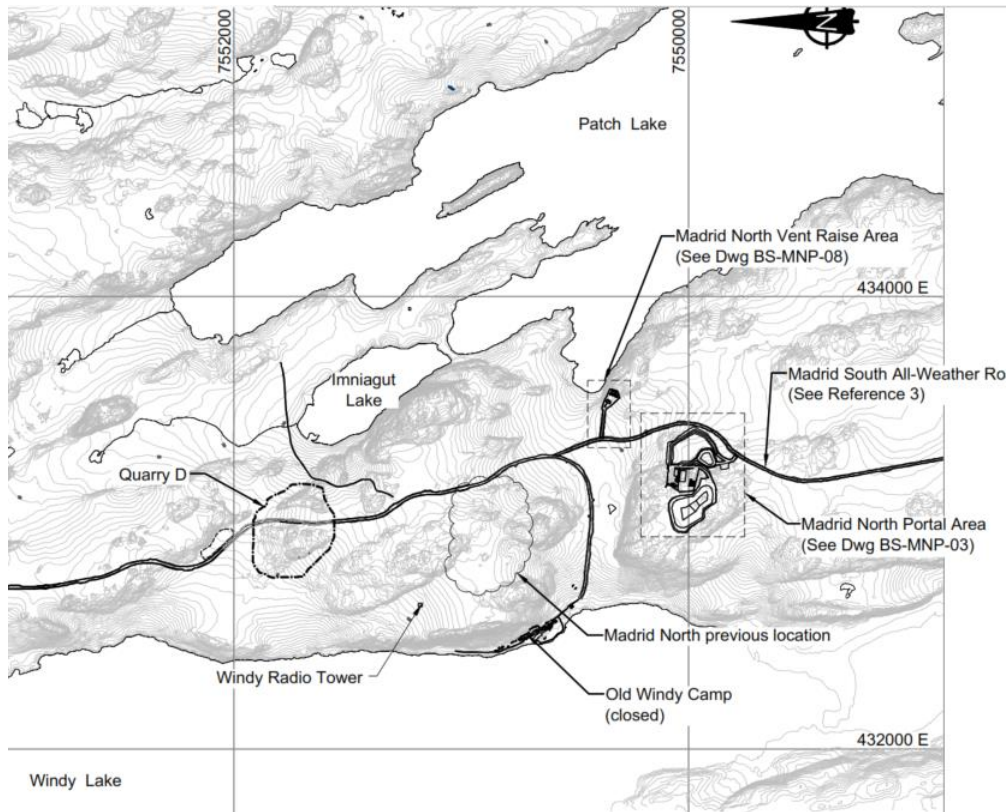 7552000
7550000
N
Patch Lake
Madrid North Vent Raise Area
(See Dwg BS-MNP-08)
434000 E
Imniagut
Lake
Madrid South All-Weather Ro
(See Reference 3)
Quarry D
Madrid North Portal Area
(See Dwg BS-MNP-03)
Madrid North previous location
Windy Radio Tower
Old Windy Camp
(closed)
432000 E
Windy Lake